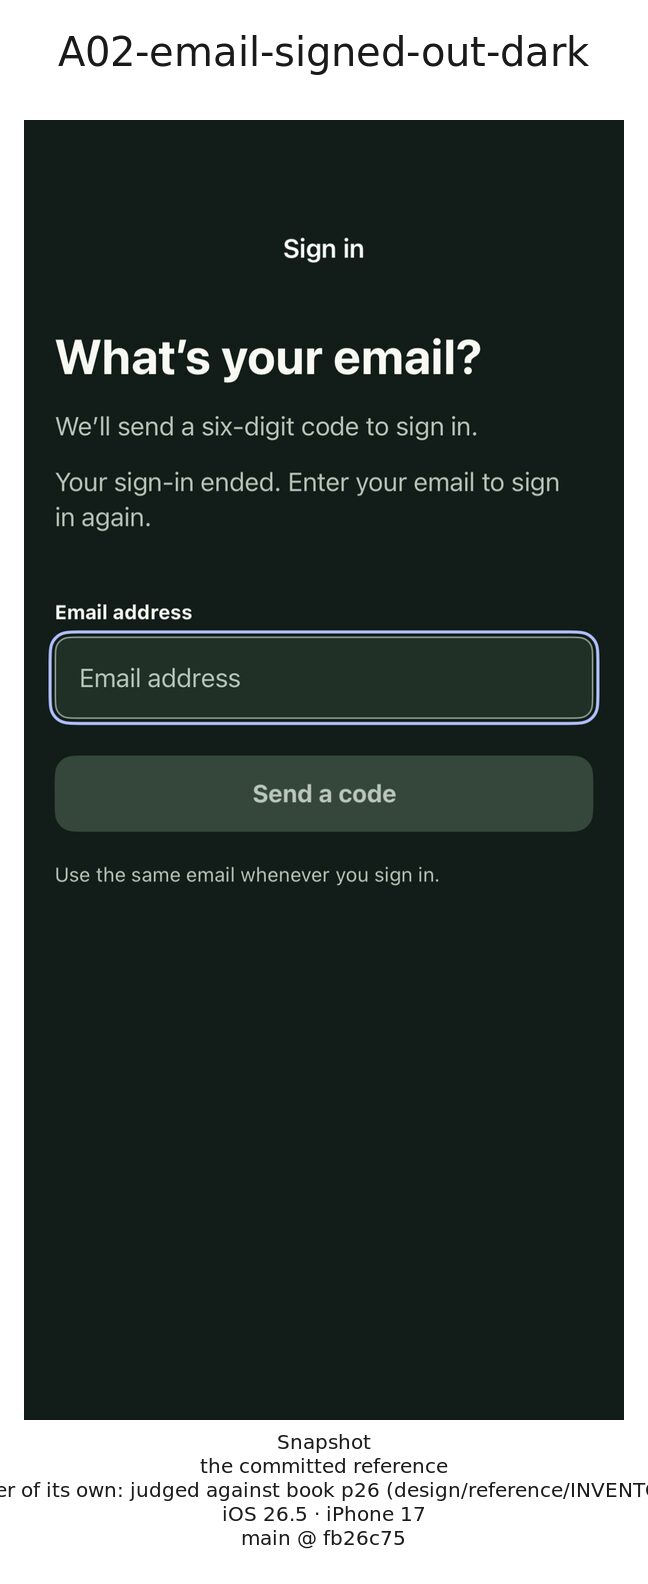 A02-email-signed-out-dark
Sign in
What’s your email?
We’ll send a six-digit code to sign in.
Your sign-in ended. Enter your email to sign
in again.
Email address
Email address
Send a code
Use the same email whenever you sign in.
Snapshot
the committed reference
of its own: judged against book p26
iOS 26.5 · iPhone 17
main @ fb26c75